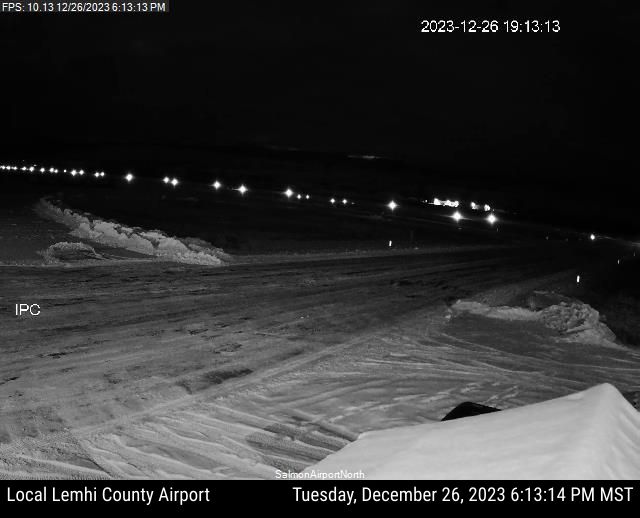 FPS: 10.13 12/26/2023 6:13:13 PM
2023-12-26 19:13:13
IPC
SalmonAirportNorth
Local Lemhi County Airport Tuesday, December 26, 2023 6:13:14 PM MST